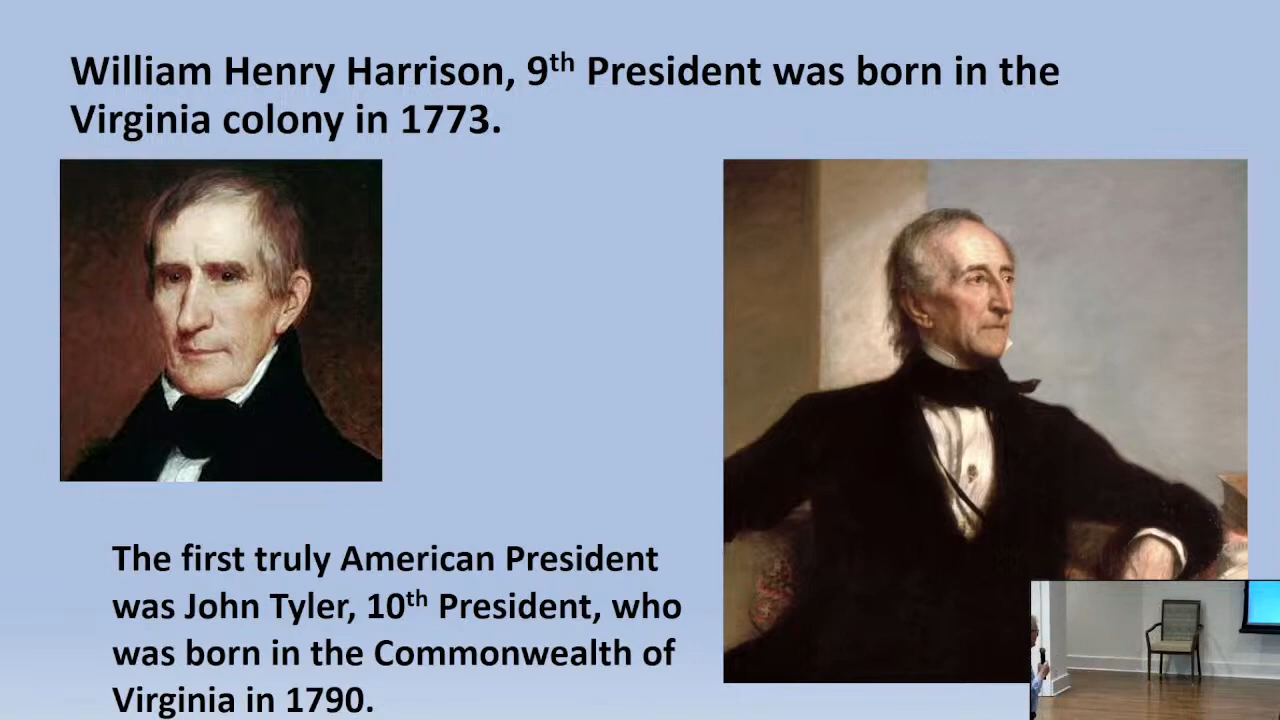 William Henry Harrison, 9th President was born in the
Virginia colony in 1773.
The first truly American President
was John Tyler, 10th President, who
was born in the Commonwealth of
Virginia in 1790.